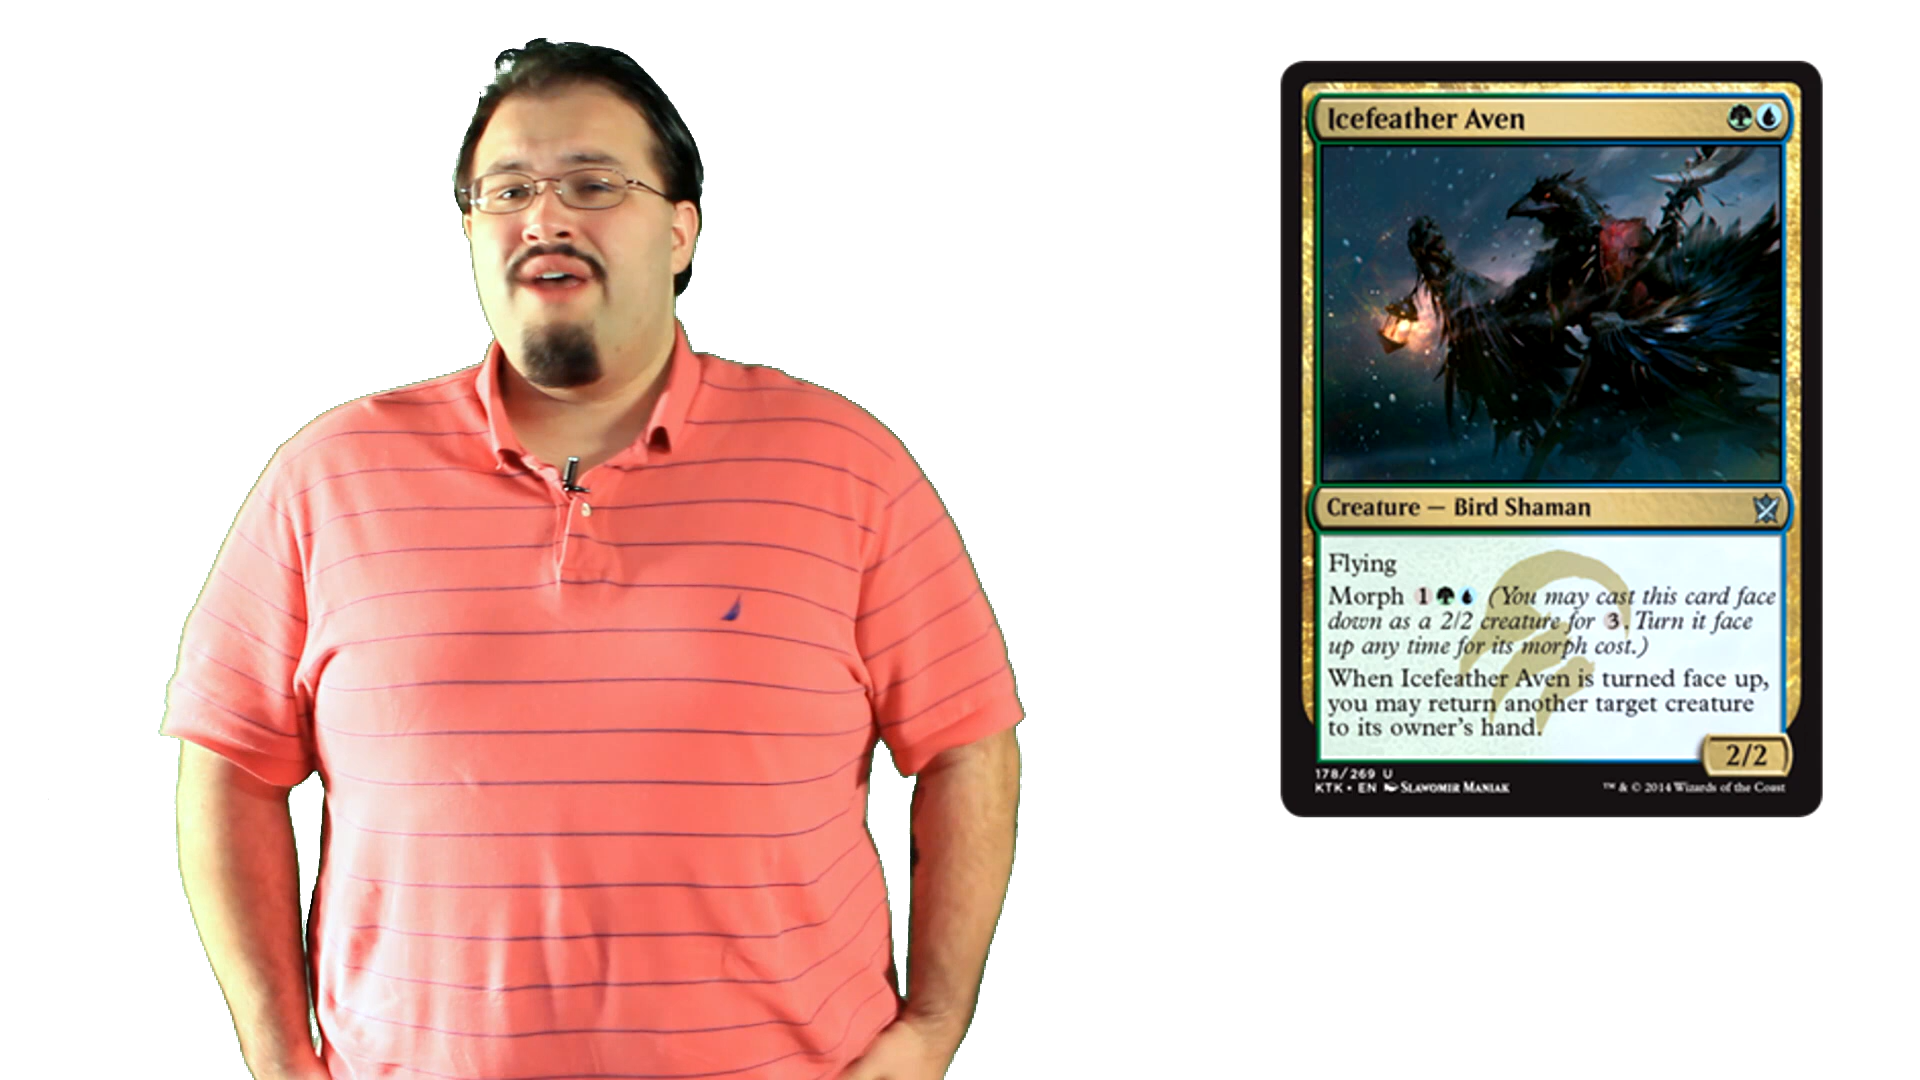 Icefeather Aven
Creature — Bird Shaman
Flying
Morph 1 (You may cast this card face
down as a 2/2 creature for 3. Turn it face
up any time for its morph cost.)
When Icefeather Aven is turned face up,
you may return another target creature
to its owner's hand.
2/2
178/269 U
KTK • EN Slawomir Maniak
™ & © 2014 Wizards of the Coast